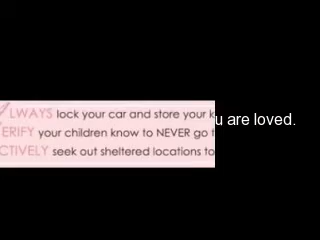 LWAYS lock your car and store your k
u are loved.
ERIFY your children know to NEVER go t
CTIVELY seek out sheltered locations to